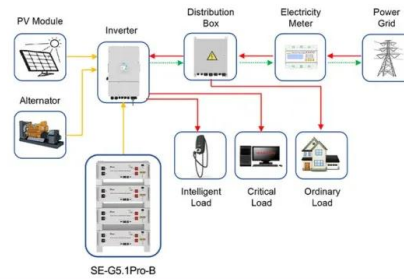 PV Module
Inverter
Distribution
Box
Electricity
Meter
Power
Grid
Alternator
Intelligent
Load
Critical
Load
Ordinary
Load
SE-G5.1Pro-B